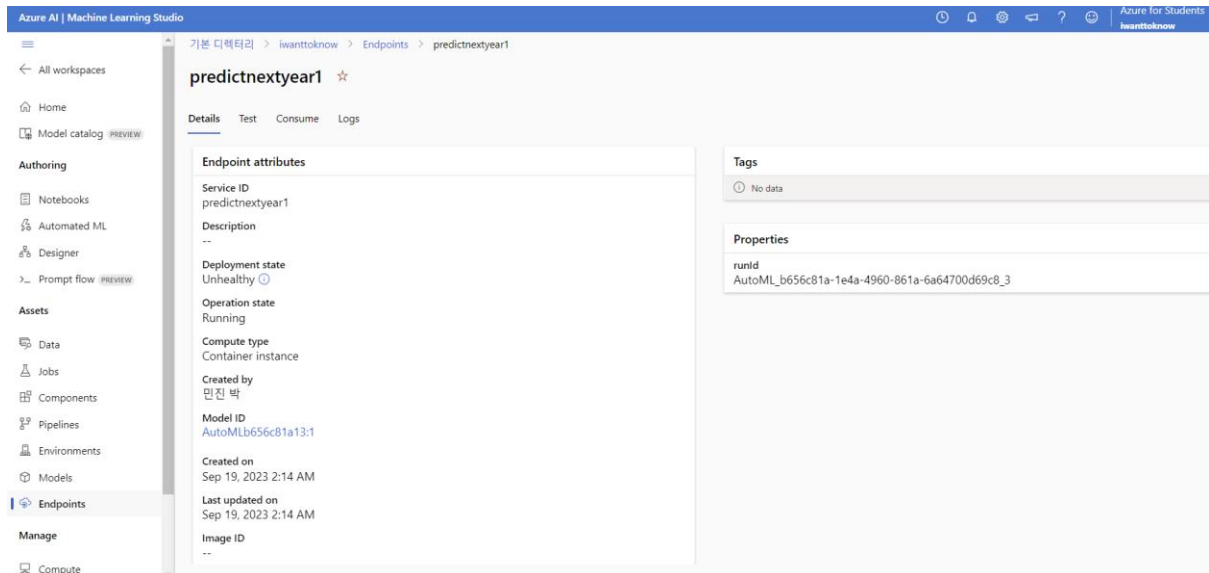 Azure AI | Machine Learning Studio
Azure for Students
iwanttoknow
All workspaces
Home
Model catalog PREVIEW
Authoring
Notebooks
Automated ML
Designer
Prompt flow PREVIEW
Assets
Data
Jobs
Components
Pipelines
Environments
Models
Endpoints
Manage
Compute
기본 디렉터리 > iwanttoknow > Endpoints > predictnextyear1
predictnextyear1
Details Test Consume Logs
Endpoint attributes
Service ID
predictnextyear1
Description
--
Deployment state
Unhealthy
Operation state
Running
Compute type
Container instance
Created by
민진 박
Model ID
AutoMLb656c81a13:1
Created on
Sep 19, 2023 2:14 AM
Last updated on
Sep 19, 2023 2:14 AM
Image ID
--
Tags
No data
Properties
runId
AutoML_b656c81a-1e4a-4960-861a-6a64700d69c8_3